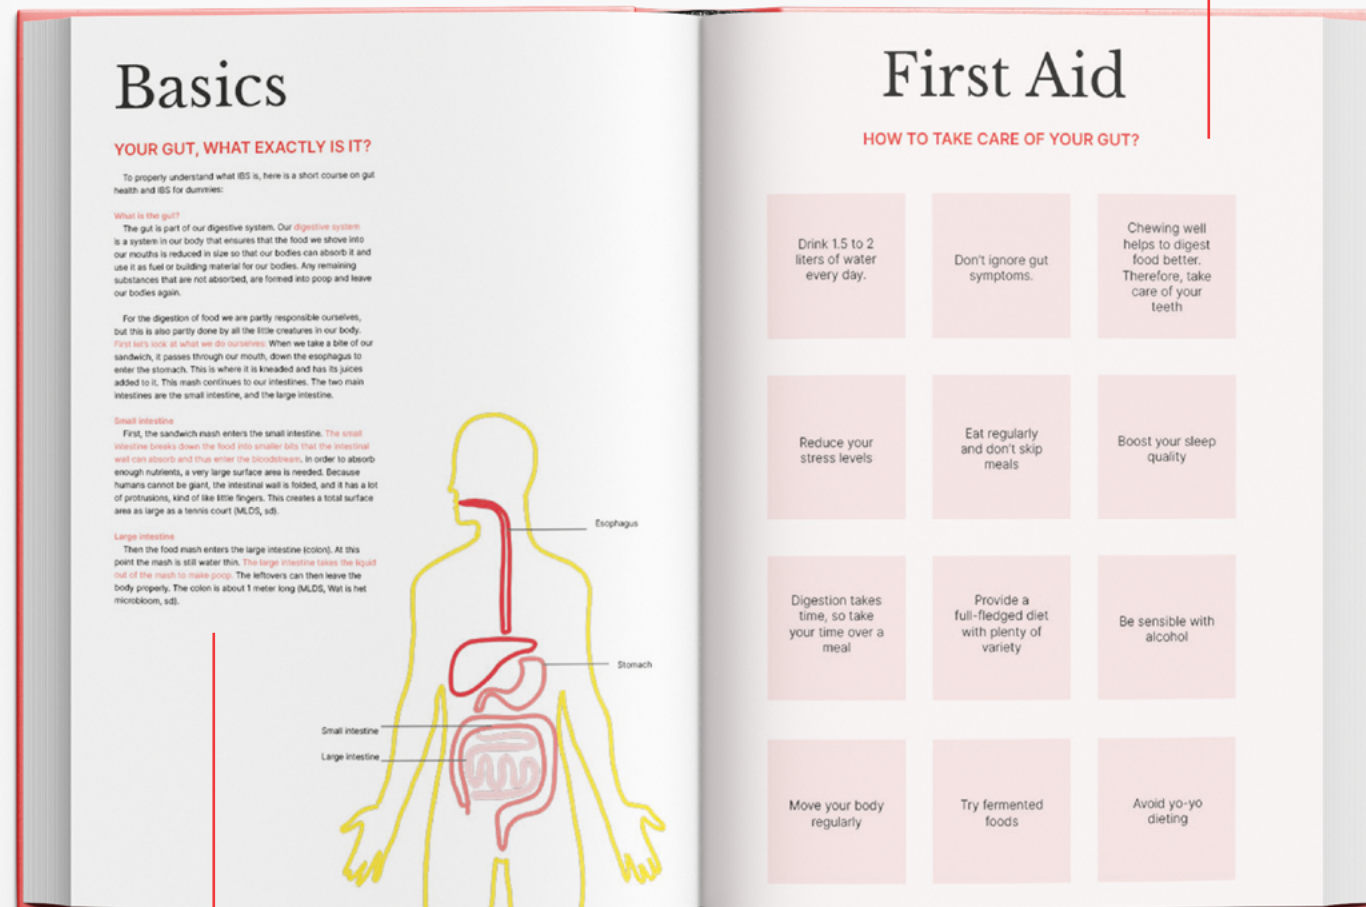 Basics
YOUR GUT, WHAT EXACTLY IS IT?
To properly understand what IBS is, here is a short course on gut
health and IBS for dummies:
What is the gut?
The gut is part of our digestive system. Our digestive system
is a system in our body that ensures that the food we shove into
our mouths is reduced in size so that our bodies can absorb it and
use it as fuel or building material for our bodies. Any remaining
substances that are not absorbed, are formed into poop and leave
our bodies again.
For the digestion of food we are partly responsible ourselves,
but this is also partly done by all the little creatures in our body.
First let's look at what we do ourselves: When we take a bite of our
sandwich, it passes through our mouth, down the esophagus to
enter the stomach. This is where it is kneaded and has its juices
added to it. This mash continues to our intestines. The two main
intestines are the small intestine, and the large intestine.
Small intestine
First, the sandwich mash enters the small intestine. The small
intestine breaks down the food into smaller bits that the intestinal
wall can absorb and thus enter the bloodstream. In order to absorb
enough nutrients, a very large surface area is needed. Because
humans cannot be giant, the intestinal wall is folded, and it has a lot
of protrusions, kind of like little fingers. This creates a total surface
area as large as a tennis court (MLDS, sd).
Large intestine
Then the food mash enters the large intestine (colon). At this
point the mash is still water thin. The large intestine takes the liquid
out of the mash to make poop. The leftovers can then leave the
body properly. The colon is about 1 meter long (MLDS, Wat is het
microbioom, sd).
Esophagus
Stomach
Small intestine
Large intestine
First Aid
HOW TO TAKE CARE OF YOUR GUT?
Drink 1.5 to 2
liters of water
every day.
Don't ignore gut
symptoms.
Chewing well
helps to digest
food better.
Therefore, take
care of your
teeth
Reduce your
stress levels
Eat regularly
and don't skip
meals
Boost your sleep
quality
Digestion takes
time, so take
your time over a
meal
Provide a
full-fledged diet
with plenty of
variety
Be sensible with
alcohol
Move your body
regularly
Try fermented
foods
Avoid yo-yo
dieting